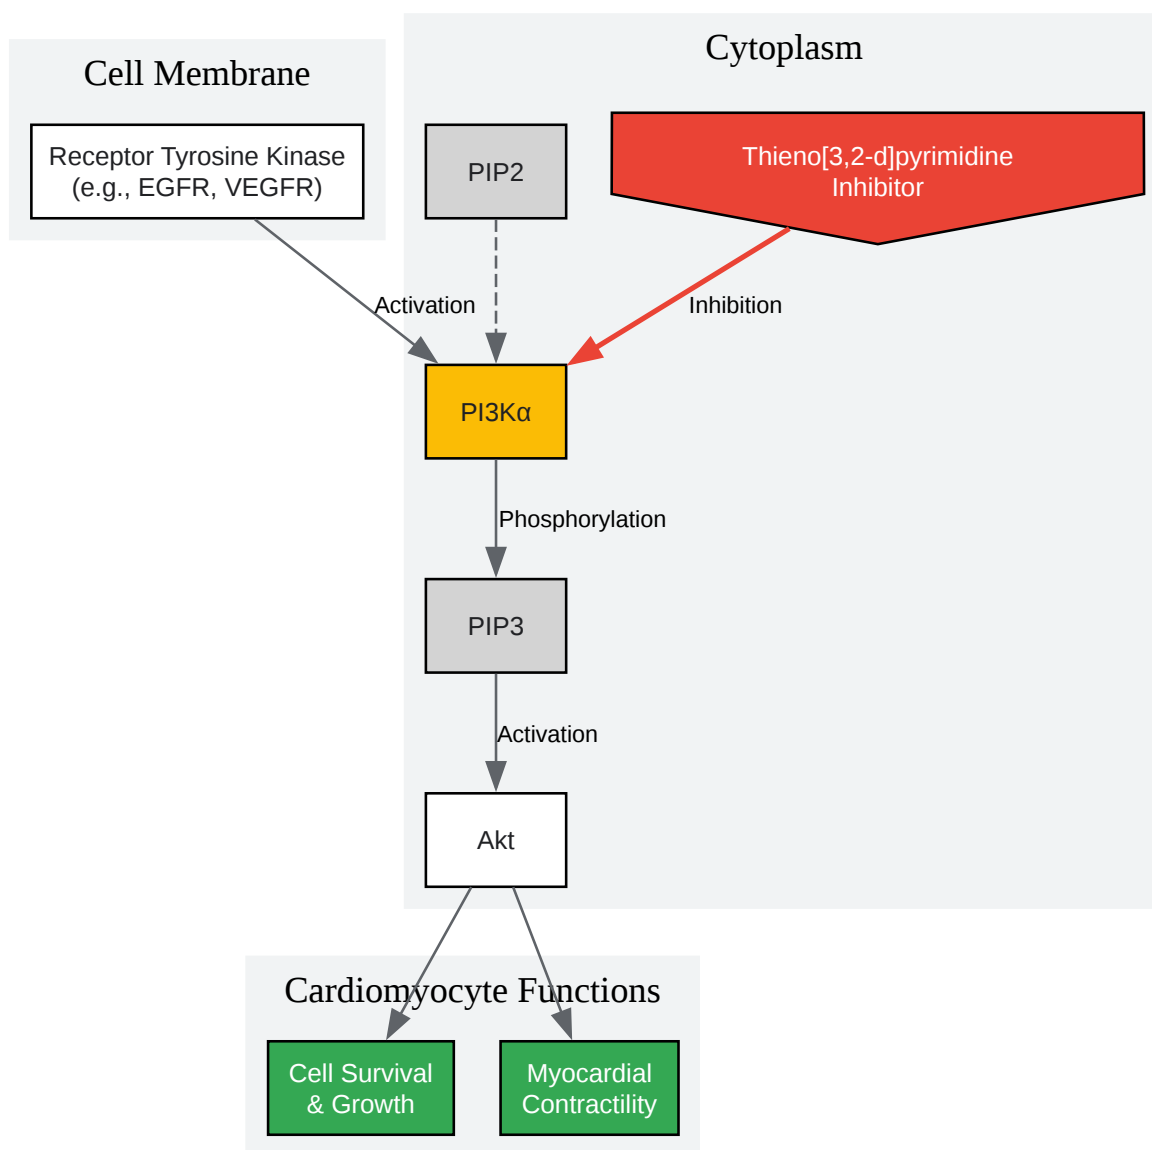 Cell Membrane
Receptor Tyrosine Kinase
(e.g., EGFR, VEGFR)
Cytoplasm
PIP2
Thieno[3,2-d]pyrimidine
Inhibitor
Activation
Inhibition
PI3Kα
Phosphorylation
PIP3
Activation
Akt
Cardiomyocyte Functions
Cell Survival
& Growth
Myocardial
Contractility